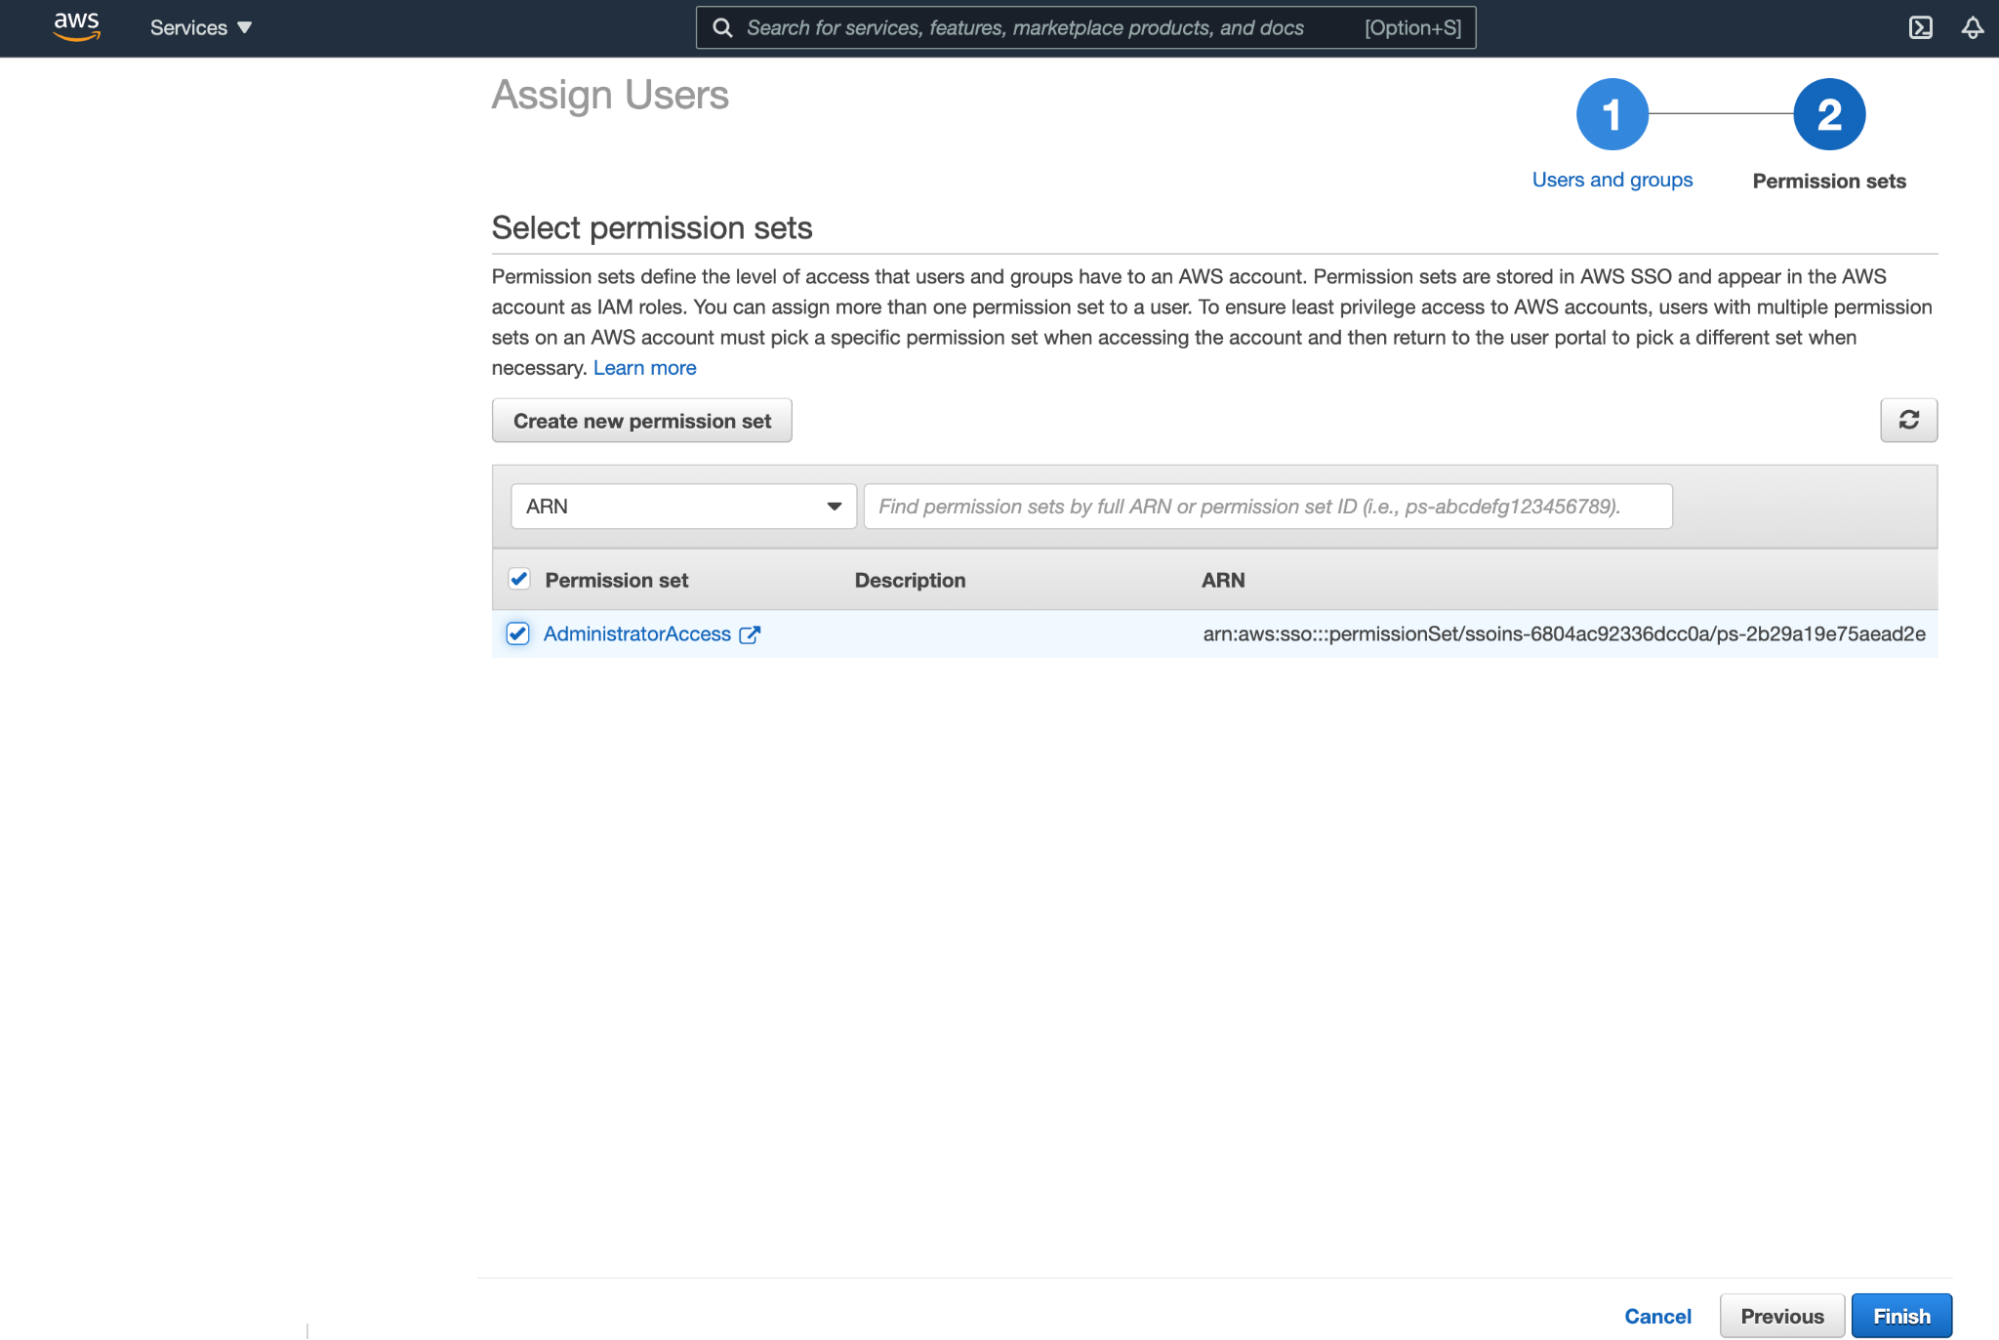 aws
Services ▼
Search for services, features, marketplace products, and docs
[Option+S]
Assign Users
1
2
Users and groups
Permission sets
Select permission sets
Permission sets define the level of access that users and groups have to an AWS account. Permission sets are stored in AWS SSO and appear in the AWS
account as IAM roles. You can assign more than one permission set to a user. To ensure least privilege access to AWS accounts, users with multiple permission
sets on an AWS account must pick a specific permission set when accessing the account and then return to the user portal to pick a different set when
necessary. Learn more
Create new permission set
ARN
Find permission sets by full ARN or permission set ID (i.e., ps-abcdefg123456789).
Permission set
Description
ARN
AdministratorAccess
arn:aws:sso:::permissionSet/ssoins-6804ac92336dcc0a/ps-2b29a19e75aead2e
Cancel
Previous
Finish